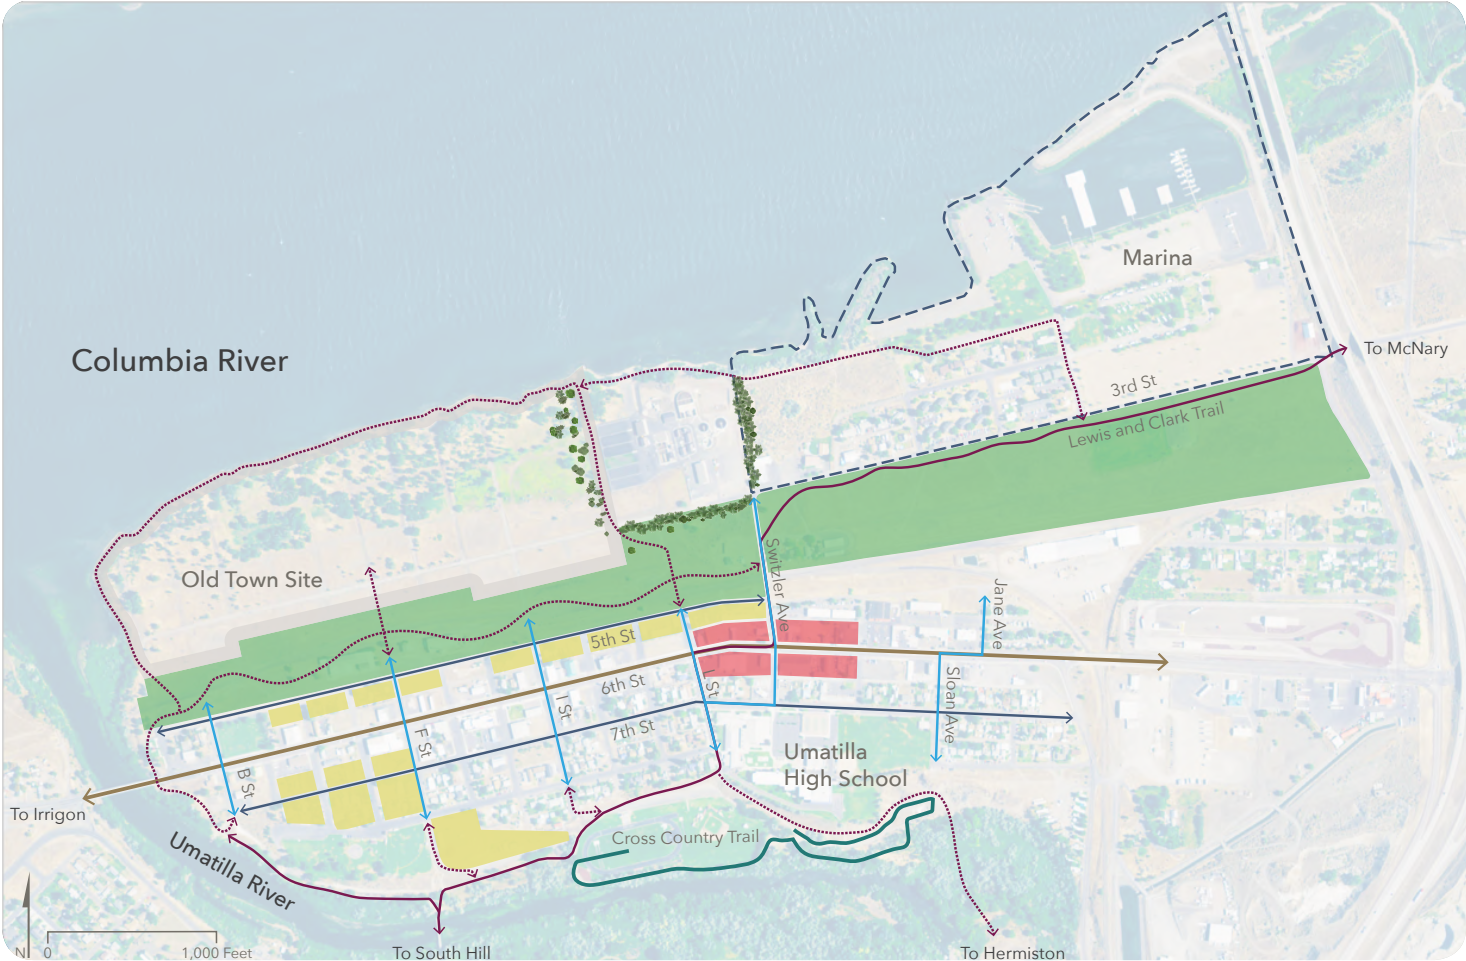 Marina
Columbia River
To McNary
3rd St
Lewis and Clark Trail
Old Town Site
Switzler Ave
Jane Ave
5th St
6th St
L St
Sloan Ave
I St
7th St
F St
Umatilla
High School
B St
To Irrigon
Cross Country Trail
Umatilla River
N
0
1,000 Feet
To South Hill
To Hermiston